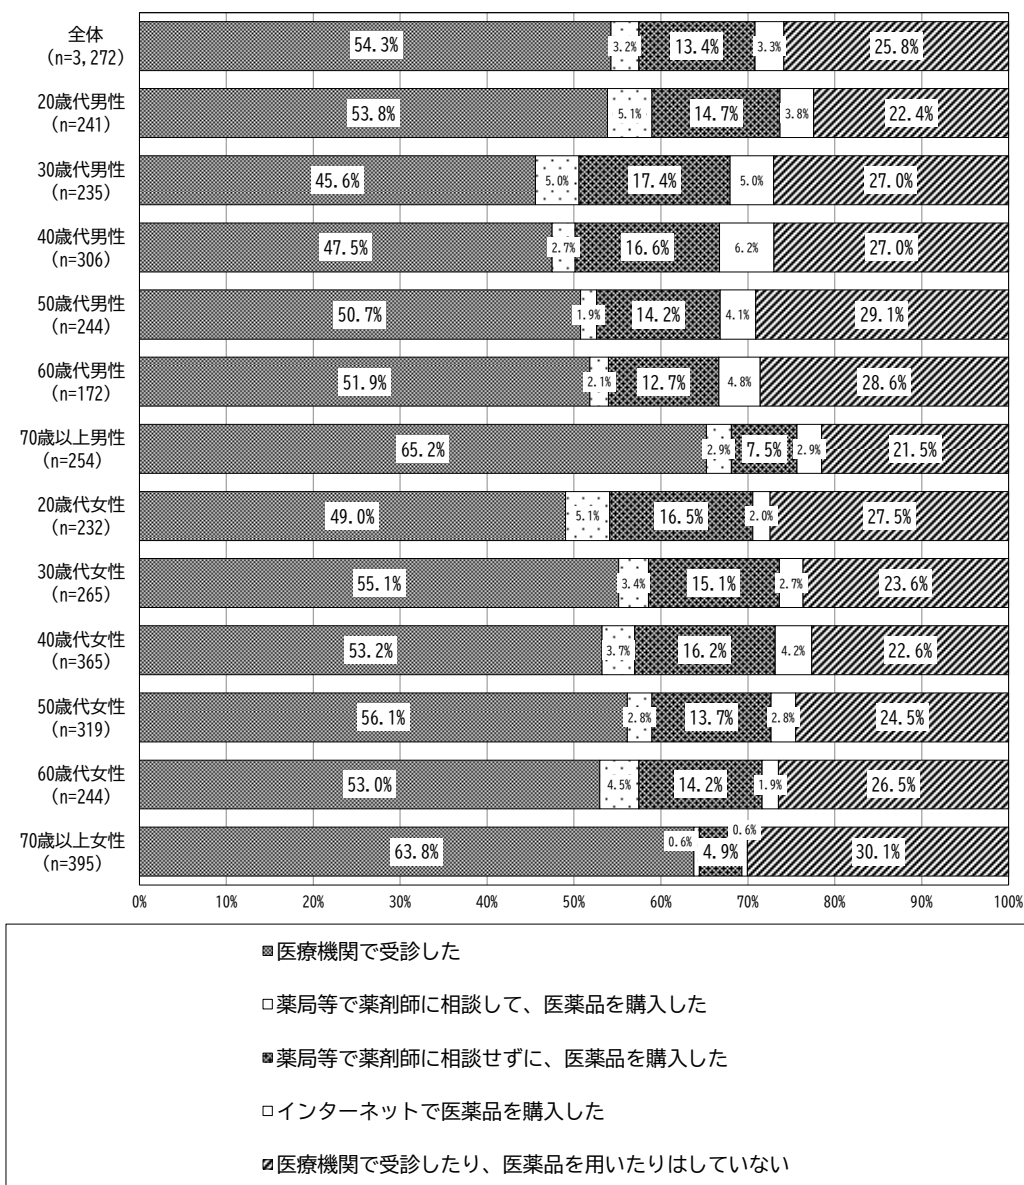 全体
(n=3,272)
54.3%
3.2%
13.4%
3.3%
25.8%
20歳代男性
(n=241)
53.8%
5.1%
14.7%
3.8%
22.4%
30歳代男性
(n=235)
45.6%
5.0%
17.4%
5.0%
27.0%
40歳代男性
(n=306)
47.5%
2.7%
16.6%
6.2%
27.0%
50歳代男性
(n=244)
50.7%
1.9%
14.2%
4.1%
29.1%
60歳代男性
(n=172)
51.9%
2.1%
12.7%
4.8%
28.6%
70歳以上男性
(n=254)
65.2%
2.9%
7.5%
2.9%
21.5%
20歳代女性
(n=232)
49.0%
5.1%
16.5%
2.0%
27.5%
30歳代女性
(n=265)
55.1%
3.4%
15.1%
2.7%
23.6%
40歳代女性
(n=365)
53.2%
3.7%
16.2%
4.2%
22.6%
50歳代女性
(n=319)
56.1%
2.8%
13.7%
2.8%
24.5%
60歳代女性
(n=244)
53.0%
4.5%
14.2%
1.9%
26.5%
70歳以上女性
(n=395)
63.8%
0.6%
4.9%
0.6%
30.1%
0% 10% 20% 30% 40% 50% 60% 70% 80% 90% 100%
医療機関で受診した
薬局等で薬剤師に相談して、医薬品を購入した
薬局等で薬剤師に相談せずに、医薬品を購入した
インターネットで医薬品を購入した
医療機関で受診したり、医薬品を用いたりはしていない